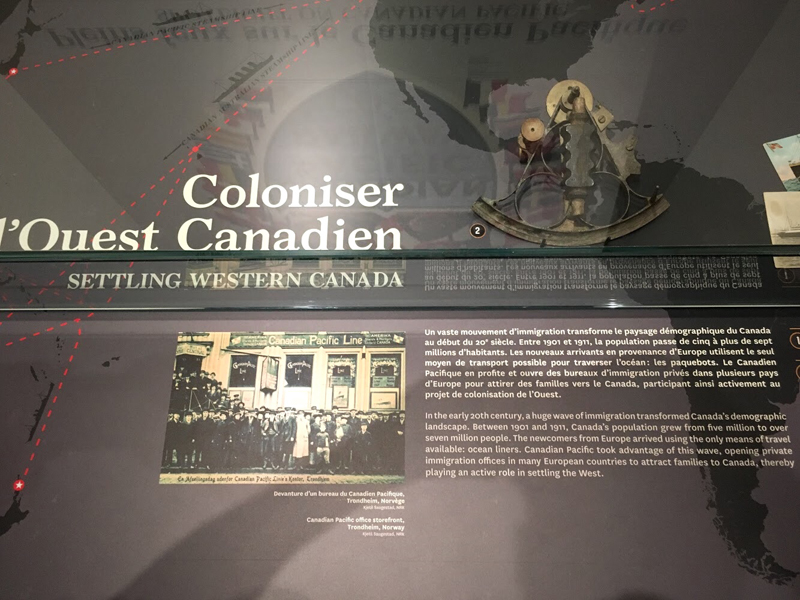 Coloniser
l'Ouest Canadien
SETTLING WESTERN CANADA
2
Canadian Pacific Line
Un vaste mouvement d'immigration transforme le paysage démographique du Canada
au début du 20e siècle. Entre 1901 et 1911, la population passe de cinq à plus de sept
millions d'habitants. Les nouveaux arrivants en provenance d'Europe utilisent le seul
moyen de transport possible pour traverser l'océan : les paquebots. Le Canadien
Pacifique en profite et ouvre des bureaux d'immigration privés dans plusieurs pays
d'Europe pour attirer des familles vers le Canada, participant ainsi activement au
projet de colonisation de l'Ouest.
In the early 20th century, a huge wave of immigration transformed Canada's demographic
landscape. Between 1901 and 1911, Canada's population grew from five million to over
seven million people. The newcomers from Europe arrived using the only means of travel
available: ocean liners. Canadian Pacific took advantage of this wave, opening private
immigration offices in many European countries to attract families to Canada, thereby
playing an active role in settling the West.
En Afreisedag udenfor Canadian Pacific Line's Kontor, Trondhjem
Devanture d'un bureau du Canadien Pacifique,
Trondheim, Norvège
Canadian Pacific office storefront,
Trondheim, Norway